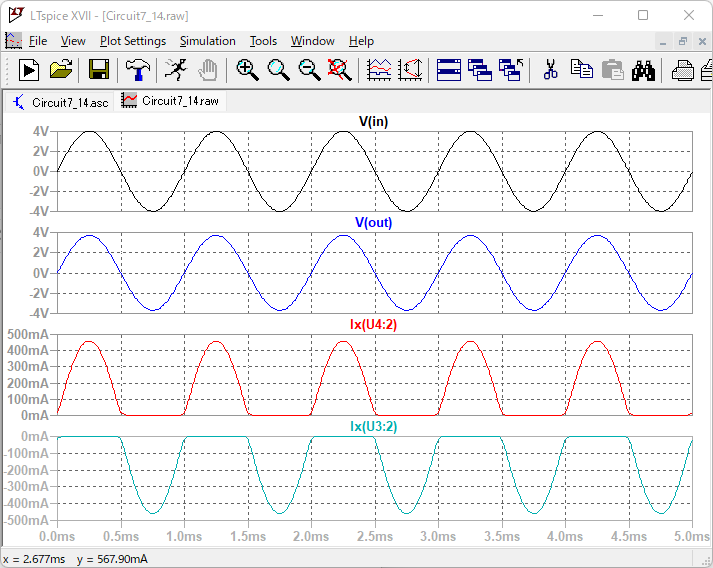 LTspice XVII - [Circuit7_14.raw]
File View Plot Settings Simulation Tools Window Help
Circuit7_14.asc Circuit7_14.raw
V(in)
4V
2V
0V
-2V
-4V
V(out)
4V
2V
0V
-2V
-4V
Ix(U4:2)
500mA
400mA
300mA
200mA
100mA
0mA
Ix(U3:2)
0mA
-100mA
-200mA
-300mA
-400mA
-500mA
0.0ms 0.5ms 1.0ms 1.5ms 2.0ms 2.5ms 3.0ms 3.5ms 4.0ms 4.5ms 5.0ms
x = 2.677ms y = 567.90mA